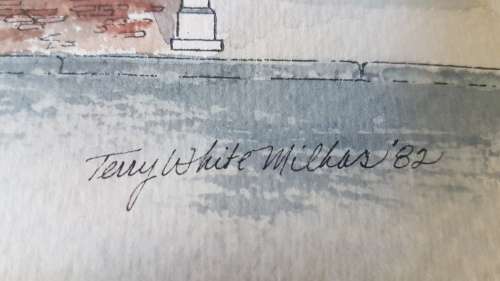 Terry White Milhas '82